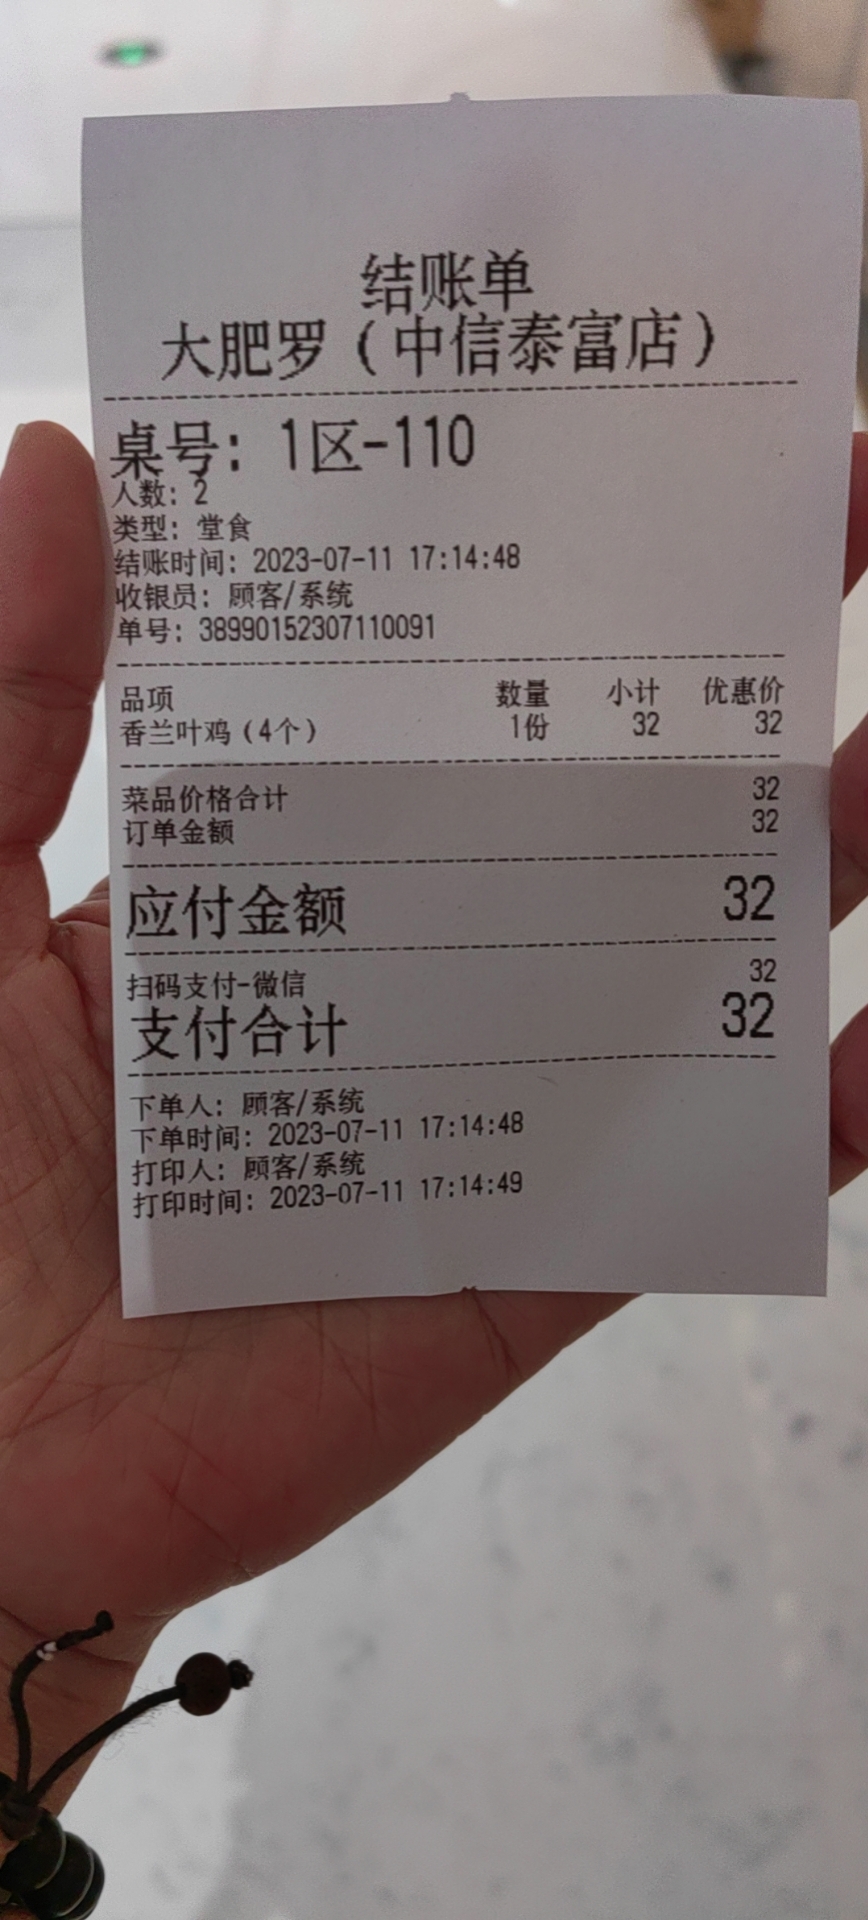 结账单
大肥罗（中信泰富店）
桌号：1区-110
人数：2
类型：堂食
结账时间：2023-07-11 17:14:48
收银员：顾客/系统
单号：38990152307110091
品项 数量 小计 优惠价
香兰叶鸡（4个） 1份 32 32
菜品价格合计 32
订单金额 32
应付金额 32
扫码支付-微信 32
支付合计 32
下单人：顾客/系统
下单时间：2023-07-11 17:14:48
打印人：顾客/系统
打印时间：2023-07-11 17:14:49